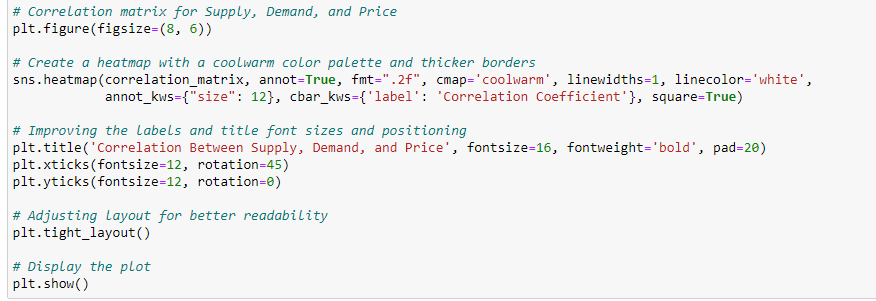 # Correlation matrix for Supply, Demand, and Price
plt.figure(figsize=(8, 6))
# Create a heatmap with a coolwarm color palette and thicker borders
sns.heatmap(correlation_matrix, annot=True, fmt=".2f", cmap='coolwarm', linewidths=1, linecolor='white',
            annot_kws={"size": 12}, cbar_kws={'label': 'Correlation Coefficient'}, square=True)
# Improving the labels and title font sizes and positioning
plt.title('Correlation Between Supply, Demand, and Price', fontsize=16, fontweight='bold', pad=20)
plt.xticks(fontsize=12, rotation=45)
plt.yticks(fontsize=12, rotation=0)
# Adjusting layout for better readability
plt.tight_layout()
# Display the plot
plt.show()